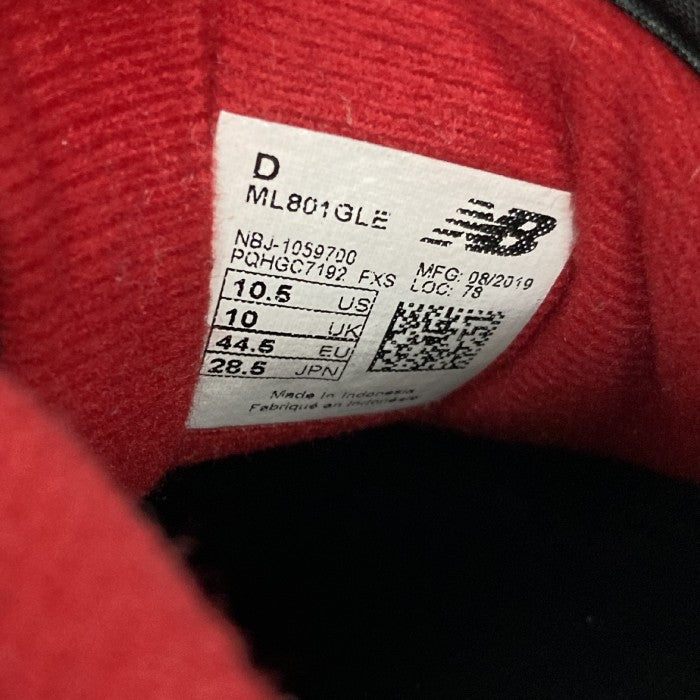 D
ML801GLE
NB
NBJ-1059700
PQHGC7192 FXS
MFG: 08/2019
LOC: 78
10.5 US
10 UK
44.5 EU
28.5 JPN
Made in Indonesia
Fabriqué en Indonésie